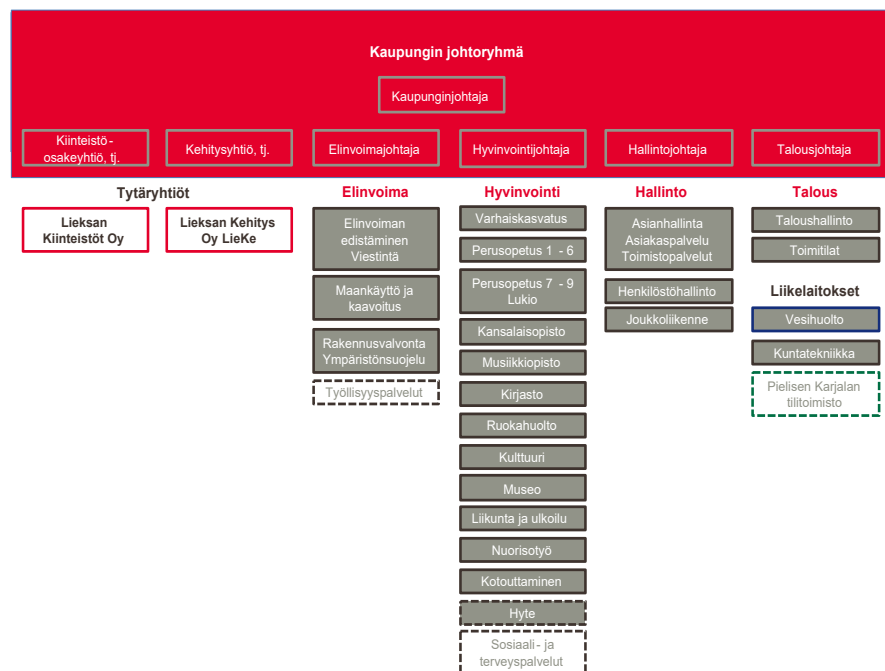 Kaupungin johtoryhmä
Kaupunginjohtaja
Kiinteistö-
osakeyhtiö, tj.
Kehitysyhtiö, tj.
Elinvoimajohtaja
Hyvinvointijohtaja
Hallintojohtaja
Talousjohtaja
Tytäryhtiöt
Lieksan
Kiinteistöt Oy
Lieksan Kehitys
Oy LieKe
Elinvoima
Elinvoiman
edistäminen
Viestintä
Maankäyttö ja
kaavoitus
Rakennusvalvonta
Ympäristönsuojelu
Työllisyyspalvelut
Hyvinvointi
Varhaiskasvatus
Perusopetus 1 - 6
Perusopetus 7 - 9
Lukio
Kansalaisopisto
Musiikkiopisto
Kirjasto
Ruokahuolto
Kulttuuri
Museo
Liikunta ja ulkoilu
Nuorisotyö
Kotouttaminen
Hyte
Sosiaali- ja
terveyspalvelut
Hallinto
Asianhallinta
Asiakaspalvelu
Toimistopalvelut
Henkilöstöhallinto
Joukkoliikenne
Talous
Taloushallinto
Toimitilat
Liikelaitokset
Vesihuolto
Kuntatekniikka
Pielisen Karjalan
tilitoimisto